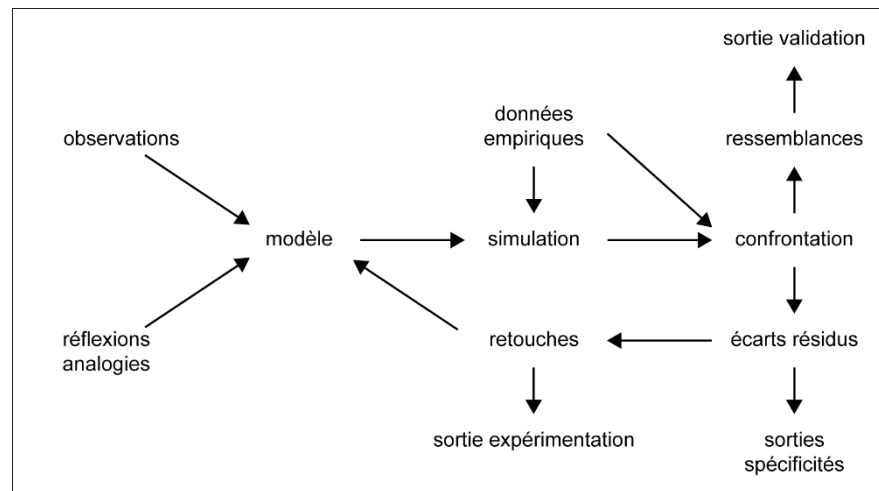 sortie validation
données
empiriques
observations
ressemblances
modèle
simulation
confrontation
réflexions
analogies
retouches
écarts résidus
sortie expérimentation
sorties
spécificités